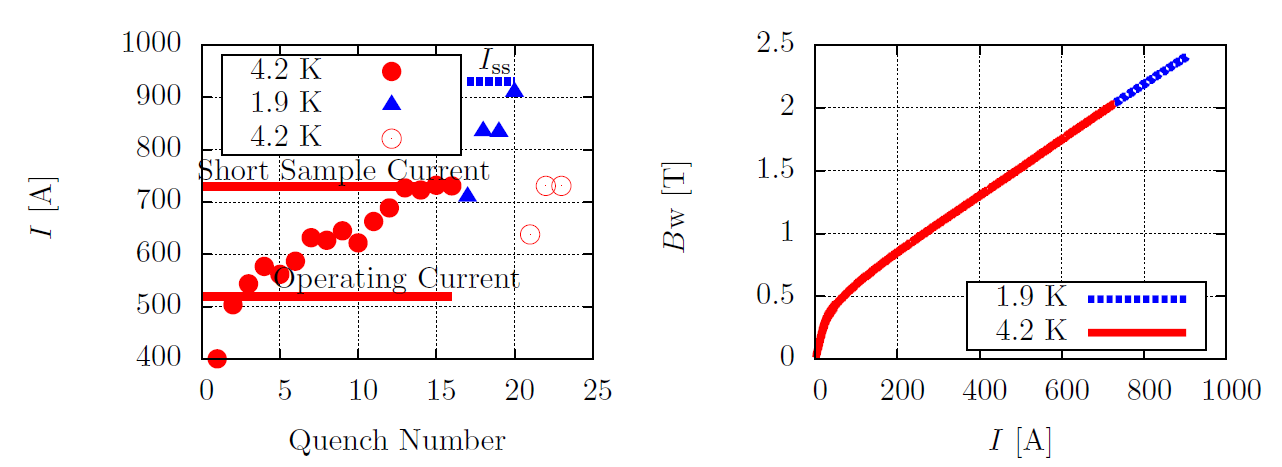 1000
900
800
700
600
500
400
0 5 10 15 20 25
I [A]
Quench Number
4.2 K
1.9 K
4.2 K
Iss
Short Sample Current
Operating Current
2.5
2
1.5
1
0.5
0
0 200 400 600 800 1000
Bw [T]
I [A]
1.9 K
4.2 K